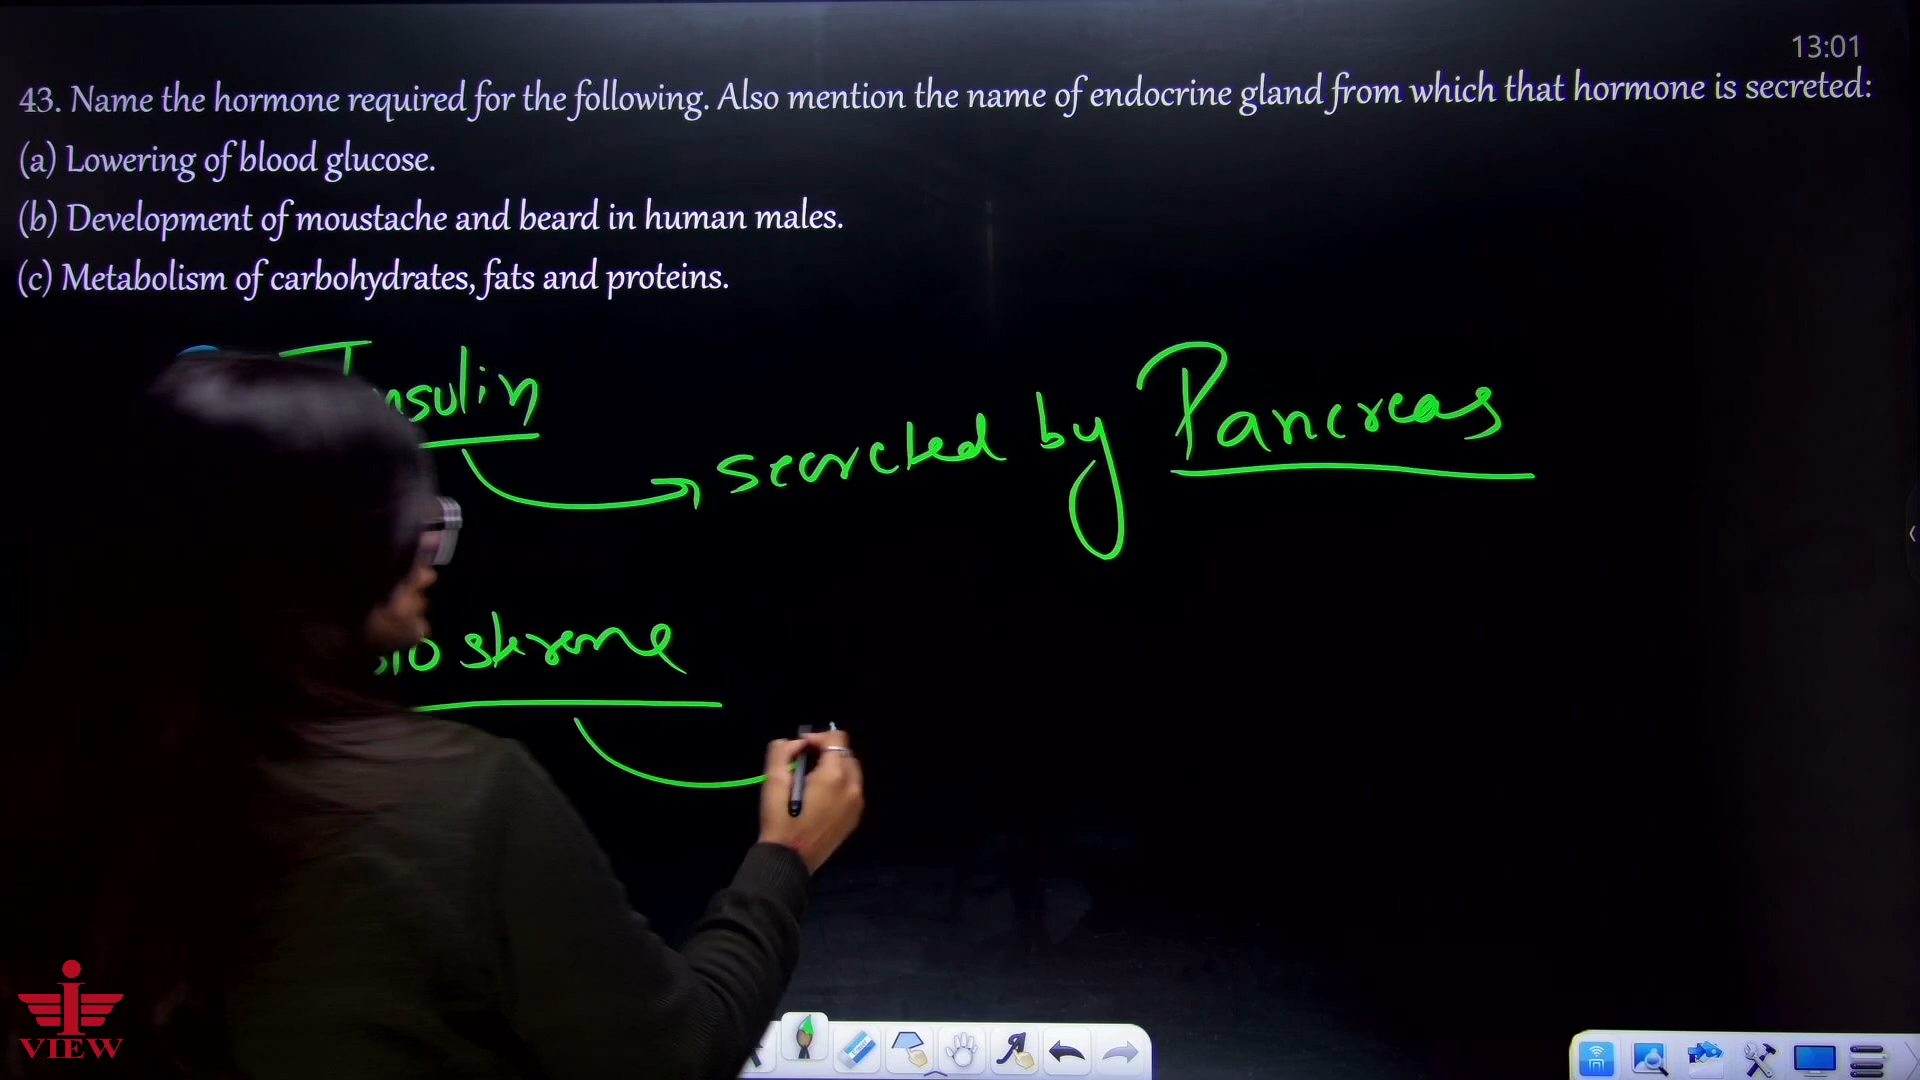 13:01
43. Name the hormone required for the following. Also mention the name of endocrine gland from which that hormone is secreted:
(a) Lowering of blood glucose.
(b) Development of moustache and beard in human males.
(c) Metabolism of carbohydrates, fats and proteins.
Insulin
secreted by Pancreas
VIEW